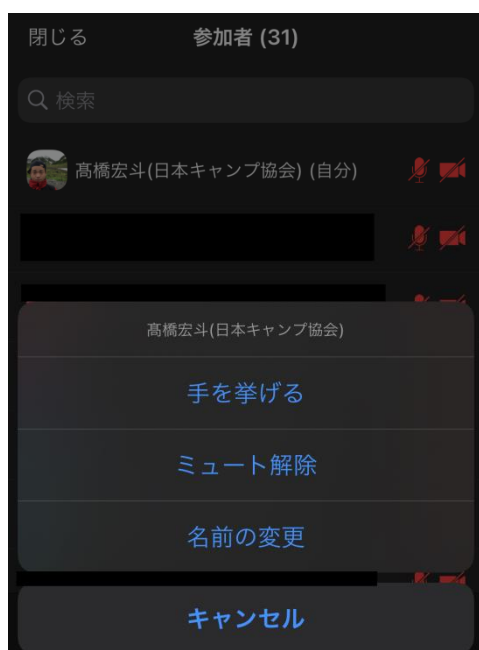 閉じる 参加者 (31)
検索
髙橋宏斗(日本キャンプ協会) (自分)
髙橋宏斗(日本キャンプ協会)
手を挙げる
ミュート解除
名前の変更
キャンセル